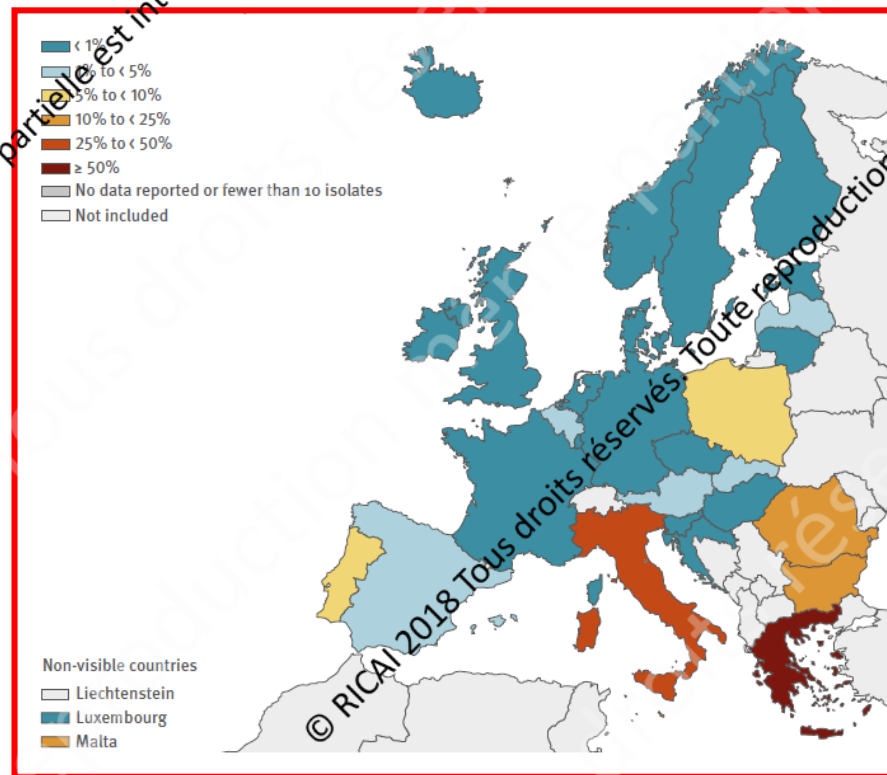 < 1%
1% to < 5%
5% to < 10%
10% to < 25%
25% to < 50%
≥ 50%
No data reported or fewer than 10 isolates
Not included
Non-visible countries
Liechtenstein
Luxembourg
Malta
partielle est
© RICAI 2018 Tous droits réservés. Toute reproduction